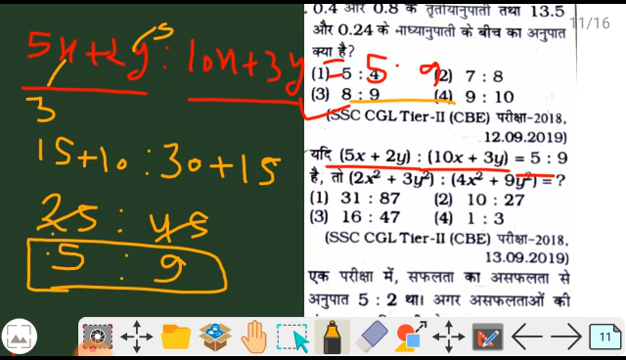 5x+2y : 10x+3y = 5 : 9
5
3
15+10 : 30+15
25 : 45
5 : 9
0.4 और 0.8 के तृतीयानुपाती तथा 13.5
11/16
और 0.24 के मध्यानुपाती के बीच का अनुपात
क्या है?
(1) 5 : 4 (2) 7 : 8
(3) 8 : 9 (4) 9 : 10
(SSC CGL Tier-II (CBE) परीक्षा-2018,
12.09.2019)
यदि (5x + 2y) : (10x + 3y) = 5 : 9
है, तो (2x² + 3y²) : (4x² + 9y²) = ?
(1) 31 : 87 (2) 10 : 27
(3) 16 : 47 (4) 1 : 3
(SSC CGL Tier-II (CBE) परीक्षा-2018,
13.09.2019)
एक परीक्षा में, सफलता का असफलता से
अनुपात 5 : 2 था। अगर असफलताओं की
11